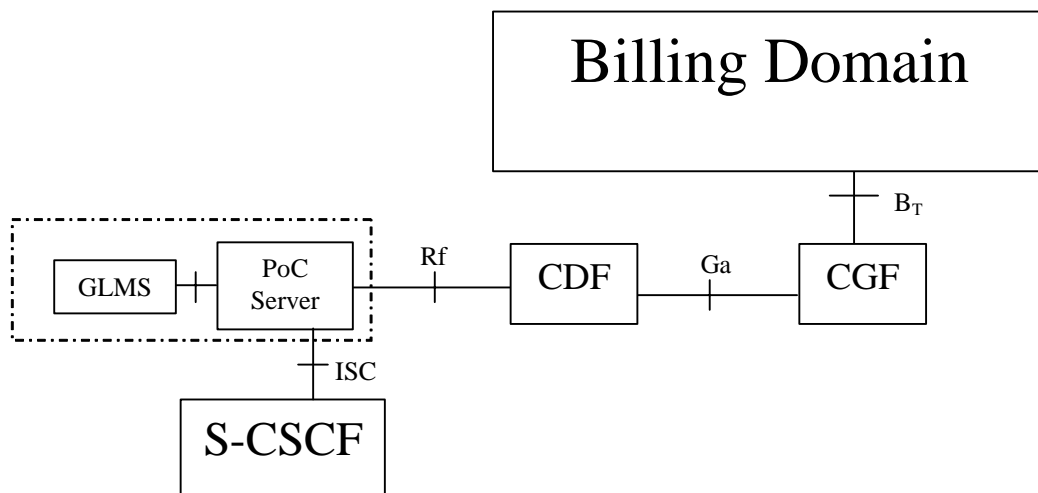 Billing Domain
B_T
Rf
Ga
GLMS
PoC
Server
CDF
CGF
ISC
S-CSCF